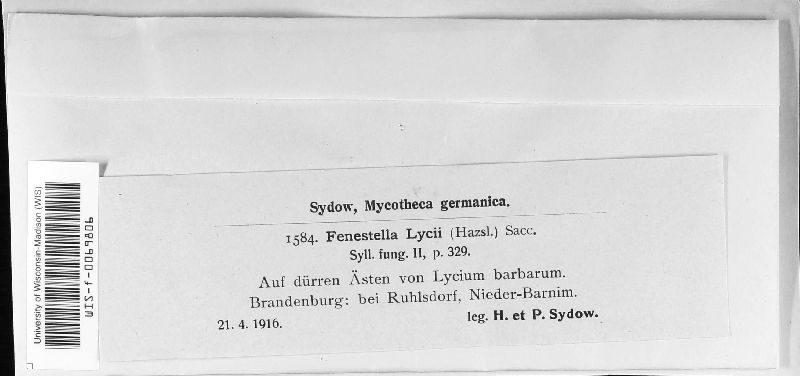 Sydow, Mycotheca germanica.
1584. Fenestella Lycii (Hazsl.) Sacc.
Syll. fung. II, p. 329.
Auf dürren Ästen von Lycium barbarum.
Brandenburg: bei Ruhlsdorf, Nieder-Barnim.
21. 4. 1916. leg. H. et P. Sydow.
University of Wisconsin-Madison (WIS)
WIS-f-0069806